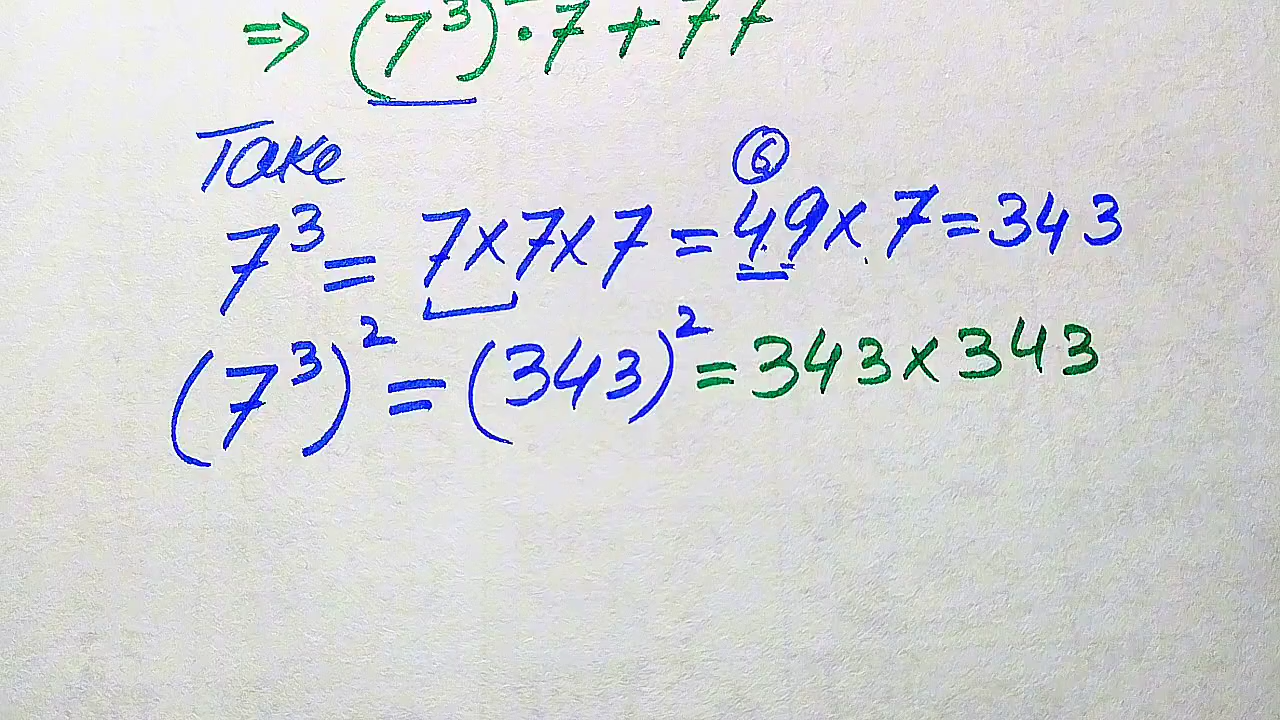 ⇒ (7³)·7+77
Take
⑥
7³ = 7×7×7 = 49×7=343
(7³)² = (343)² = 343×343